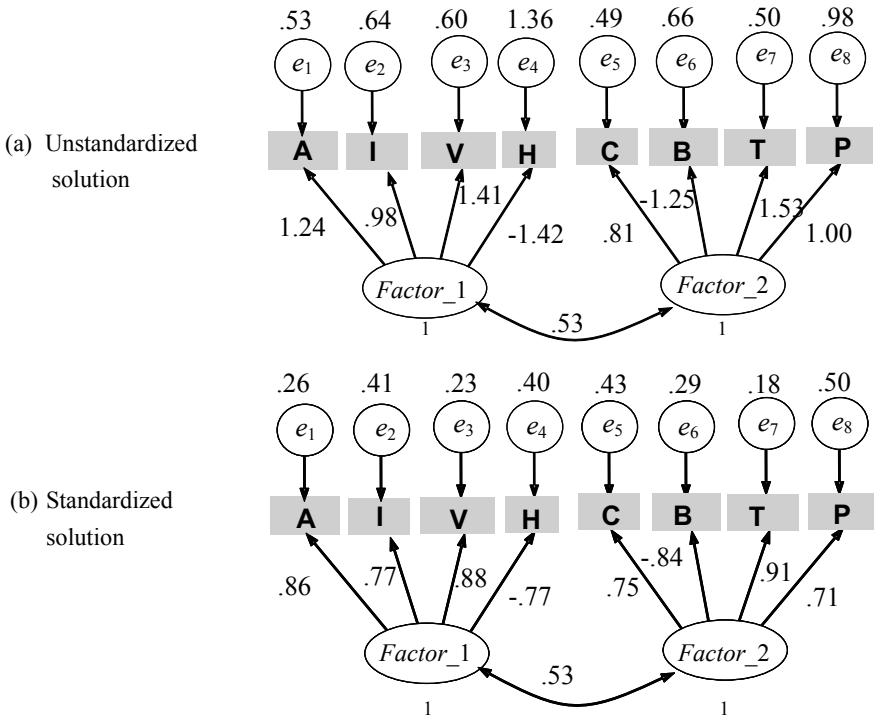 .53 .64 .60 1.36 .49 .66 .50 .98
e1 e2 e3 e4 e5 e6 e7 e8
(a) Unstandardized
solution
A I V H C B T P
1.24 .98 1.41 -1.42 .81 -1.25 1.53 1.00
Factor_1 Factor_2
1 .53 1
.26 .41 .23 .40 .43 .29 .18 .50
e1 e2 e3 e4 e5 e6 e7 e8
(b) Standardized
solution
A I V H C B T P
.86 .77 .88 -.77 .75 -.84 .91 .71
Factor_1 Factor_2
.53
1 1